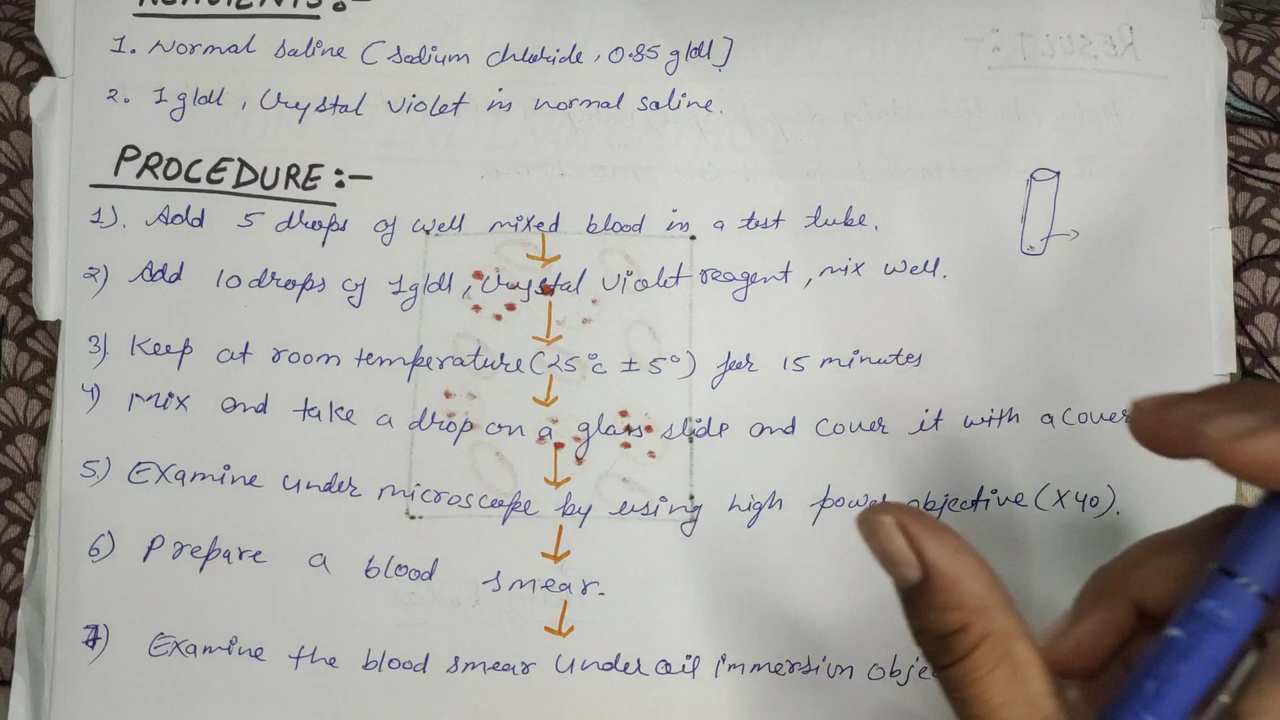 REAGENTS:-
1. Normal saline (Sodium chloride, 0.85 g/dl]
2. 1g/dl, Crystal Violet in normal saline.
PROCEDURE:-
1). Add 5 drops of well mixed blood in a test tube.
2) Add 10 drops of 1g/dl, Crystal Violet reagent, mix well.
3) Keep at room temperature (25°c ± 5°) for 15 minutes
4) Mix and take a drop on a glass slide and cover it with a cover
5.) Examine under microscope by using high power objective (X40).
6) Prepare a blood smear.
7) Examine the blood smear under oil immersion